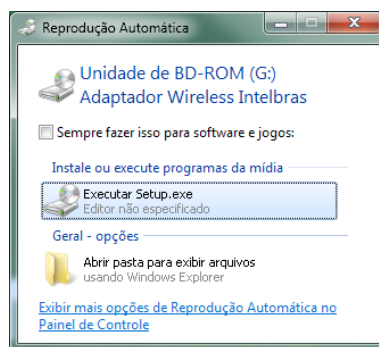 Reprodução Automática
Unidade de BD-ROM (G:)
Adaptador Wireless Intelbras
Sempre fazer isso para software e jogos:
Instale ou execute programas da mídia
Executar Setup.exe
Editor não especificado
Geral - opções
Abrir pasta para exibir arquivos
usando Windows Explorer
Exibir mais opções de Reprodução Automática no
Painel de Controle